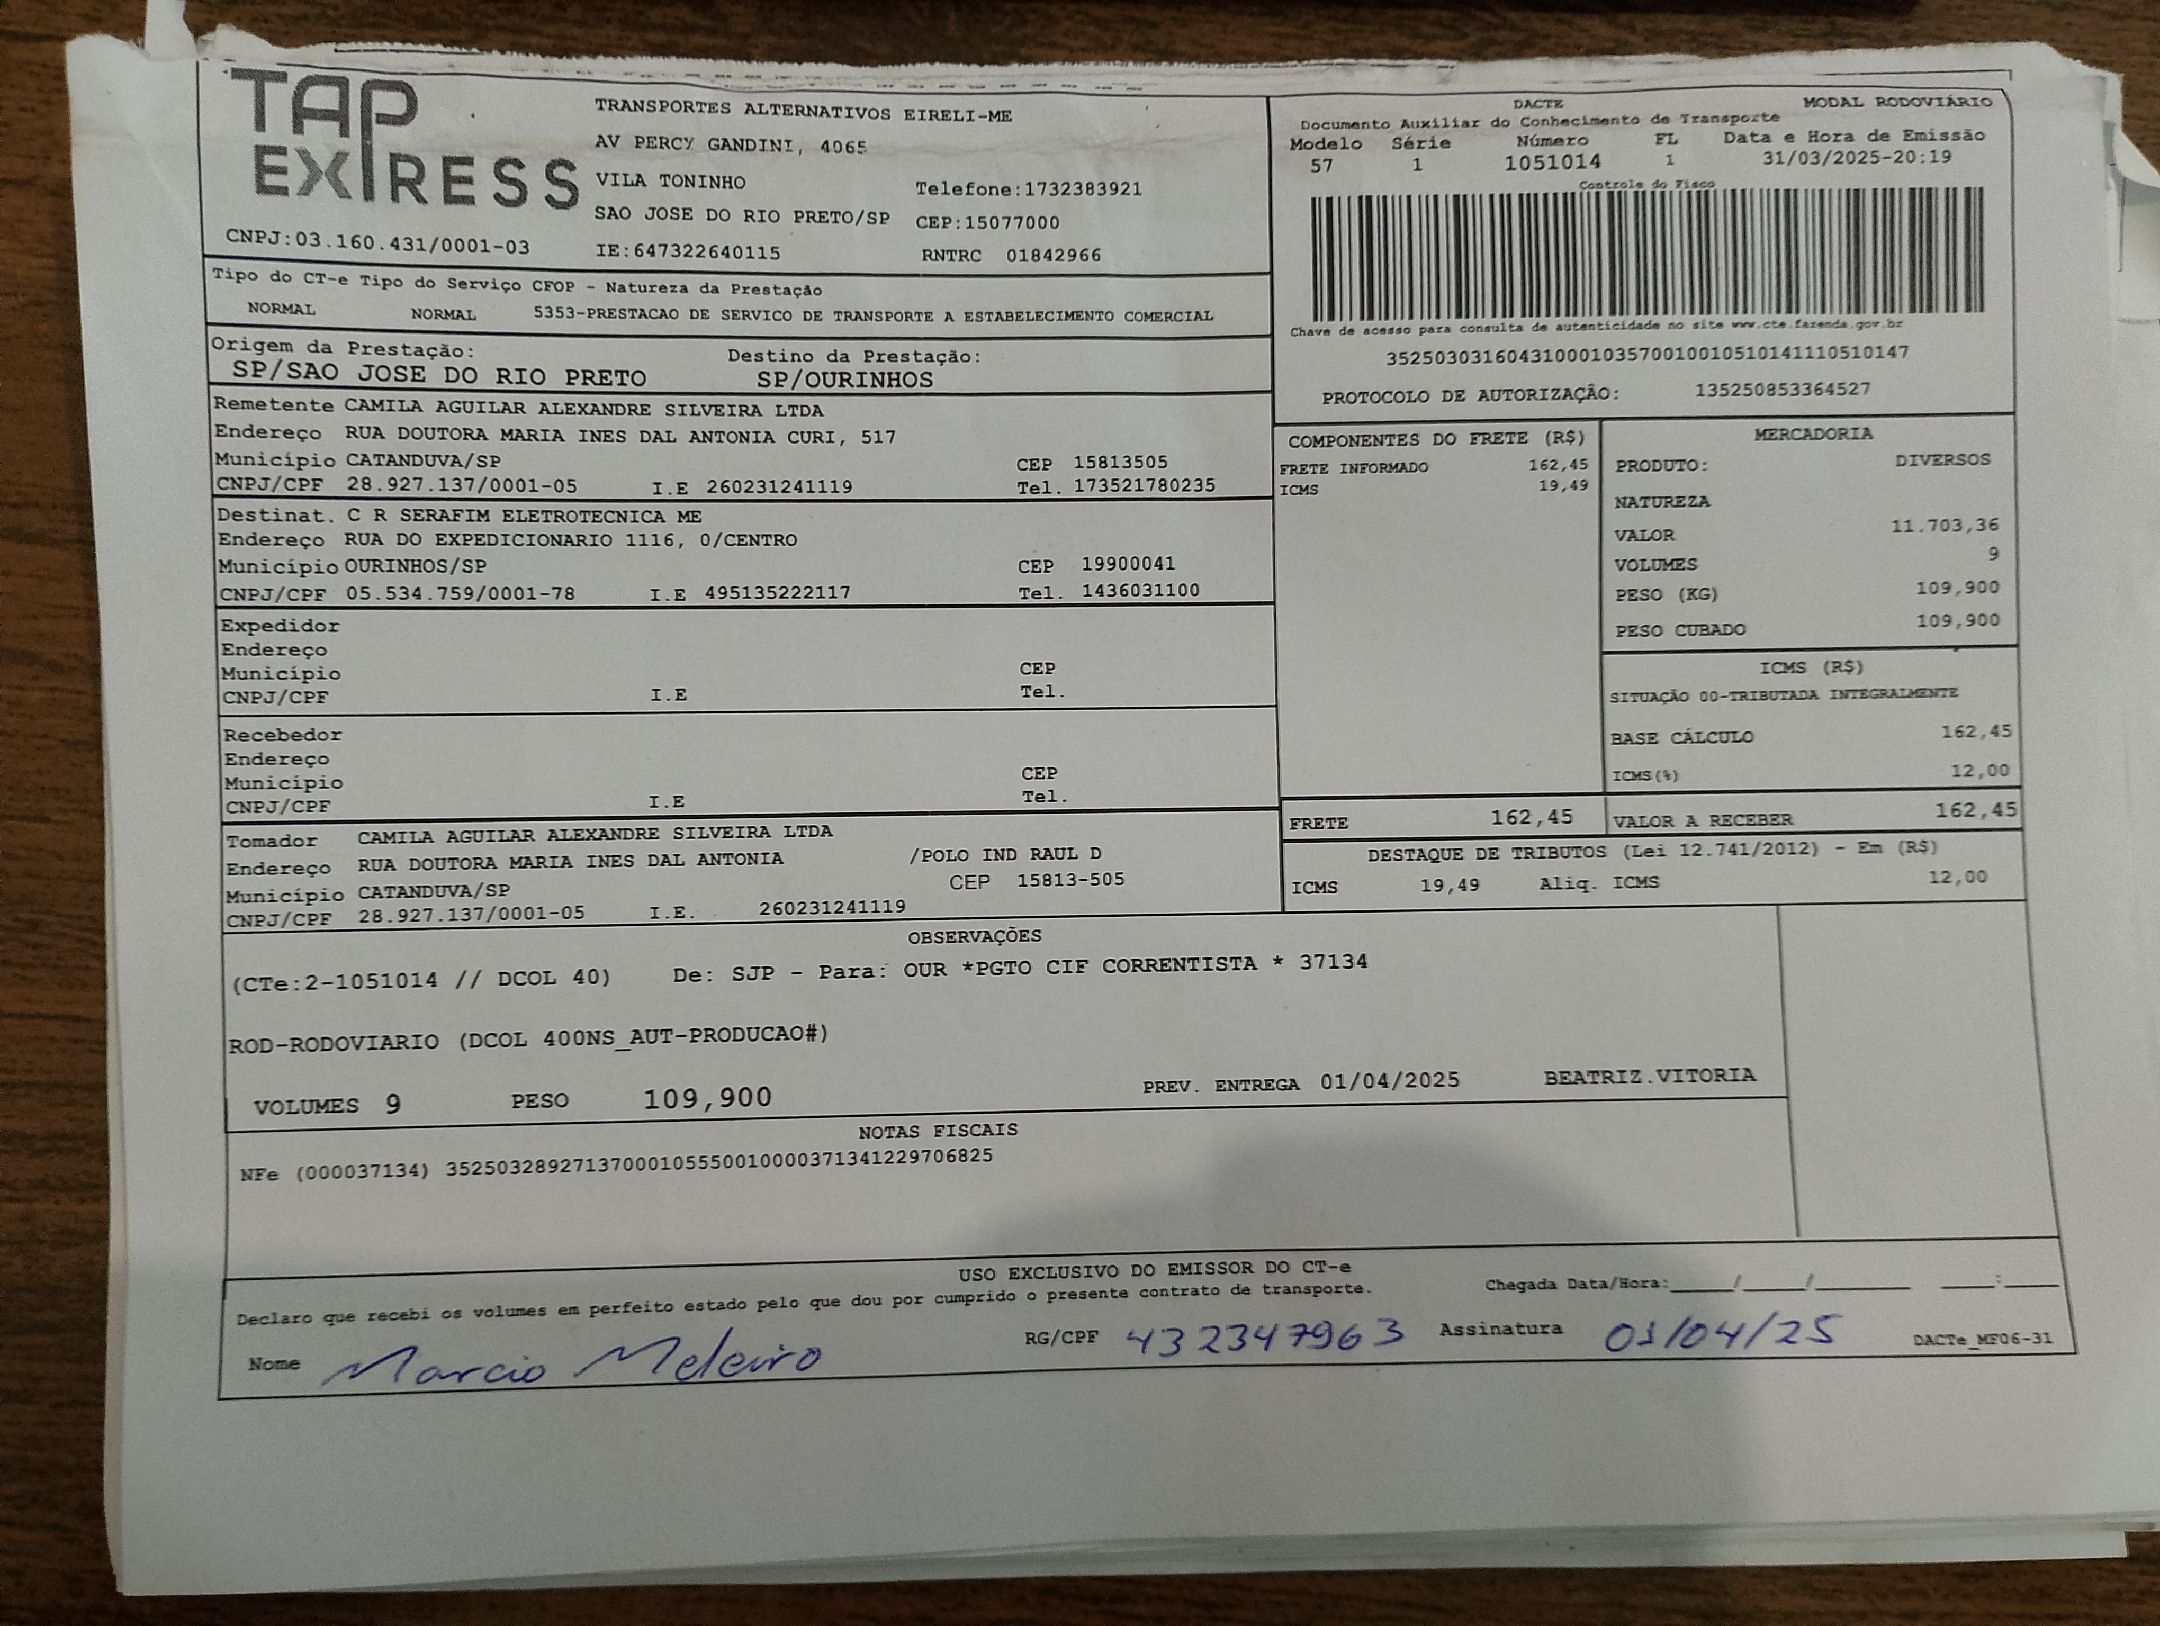 TAP EXPRESS
TRANSPORTES ALTERNATIVOS EIRELI-ME
AV PERCY GANDINI, 4065
VILA TONINHO
Telefone:1732383921
SAO JOSE DO RIO PRETO/SP CEP:15077000
CNPJ:03.160.431/0001-03 IE:647322640115 RNTRC 01842966
DACTE MODAL RODOVIÁRIO
Documento Auxiliar do Conhecimento de Transporte
Modelo Série Número FL Data e Hora de Emissão
57 1 1051014 1 31/03/2025-20:19
Controle do Fisco
Chave de acesso para consulta de autenticidade no site www.cte.fazenda.gov.br
35250303160431000103570010010510141110510147
PROTOCOLO DE AUTORIZAÇÃO: 135250853364527
Tipo do CT-e Tipo do Serviço CFOP - Natureza da Prestação
NORMAL NORMAL 5353-PRESTACAO DE SERVICO DE TRANSPORTE A ESTABELECIMENTO COMERCIAL
Origem da Prestação: Destino da Prestação:
SP/SAO JOSE DO RIO PRETO SP/OURINHOS
Remetente CAMILA AGUILAR ALEXANDRE SILVEIRA LTDA
Endereço RUA DOUTORA MARIA INES DAL ANTONIA CURI, 517
Município CATANDUVA/SP CEP 15813505
CNPJ/CPF 28.927.137/0001-05 I.E 260231241119 Tel. 173521780235
Destinat. C R SERAFIM ELETROTECNICA ME
Endereço RUA DO EXPEDICIONARIO 1116, 0/CENTRO
Município OURINHOS/SP CEP 19900041
CNPJ/CPF 05.534.759/0001-78 I.E 495135222117 Tel. 1436031100
Expedidor
Endereço
Município CEP
CNPJ/CPF I.E Tel.
Recebedor
Endereço
Município CEP
CNPJ/CPF I.E Tel.
Tomador CAMILA AGUILAR ALEXANDRE SILVEIRA LTDA
Endereço RUA DOUTORA MARIA INES DAL ANTONIA /POLO IND RAUL D
Município CATANDUVA/SP CEP 15813-505
CNPJ/CPF 28.927.137/0001-05 I.E. 260231241119
COMPONENTES DO FRETE (R$)
FRETE INFORMADO 162,45
ICMS 19,49
MERCADORIA
PRODUTO: DIVERSOS
NATUREZA
VALOR 11.703,36
VOLUMES 9
PESO (KG) 109,900
PESO CUBADO 109,900
ICMS (R$)
SITUAÇÃO 00-TRIBUTADA INTEGRALMENTE
BASE CÁLCULO 162,45
ICMS(%) 12,00
FRETE 162,45 VALOR A RECEBER 162,45
DESTAQUE DE TRIBUTOS (Lei 12.741/2012) - Em (R$)
ICMS 19,49 Aliq. ICMS 12,00
OBSERVAÇÕES
(CTe:2-1051014 // DCOL 40) De: SJP - Para: OUR *PGTO CIF CORRENTISTA * 37134
ROD-RODOVIARIO (DCOL 400NS_AUT-PRODUCAO#)
VOLUMES 9 PESO 109,900 PREV. ENTREGA 01/04/2025 BEATRIZ.VITORIA
NOTAS FISCAIS
NFe (000037134) 35250328927137000105550010000371341229706825
USO EXCLUSIVO DO EMISSOR DO CT-e
Declaro que recebi os volumes em perfeito estado pelo que dou por cumprido o presente contrato de transporte. Chegada Data/Hora:____/____/______ ___:____
Nome Marcio Meleiro RG/CPF 432347963 Assinatura 01/04/25 DACTe_MF06-31